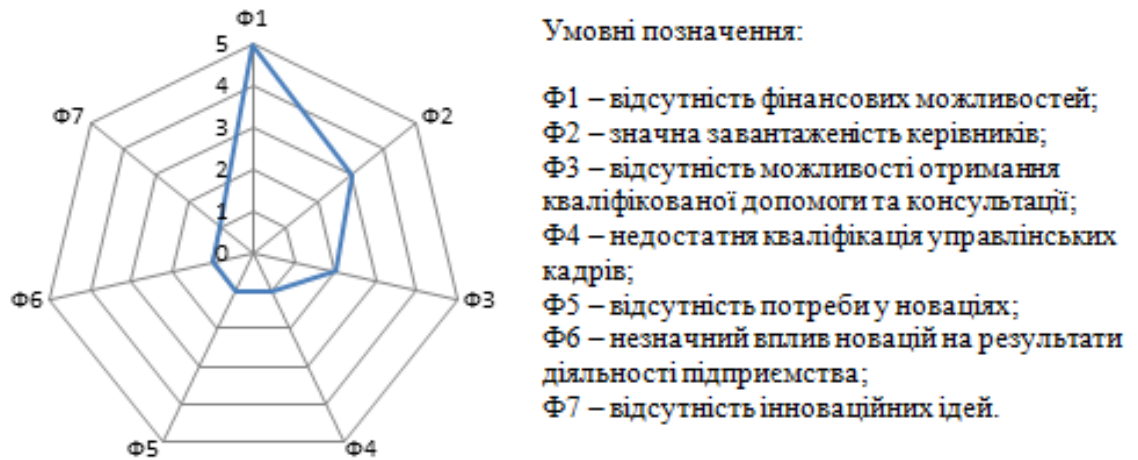 Ф1
5
4
3
2
1
0
Ф2
Ф3
Ф4
Ф5
Ф6
Ф7
Умовні позначення:
Ф1 – відсутність фінансових можливостей;
Ф2 – значна завантаженість керівників;
Ф3 – відсутність можливості отримання
кваліфікованої допомоги та консультації;
Ф4 – недостатня кваліфікація управлінських
кадрів;
Ф5 – відсутність потреби у новаціях;
Ф6 – незначний вплив новацій на результати
діяльності підприємства;
Ф7 – відсутність інноваційних ідей.